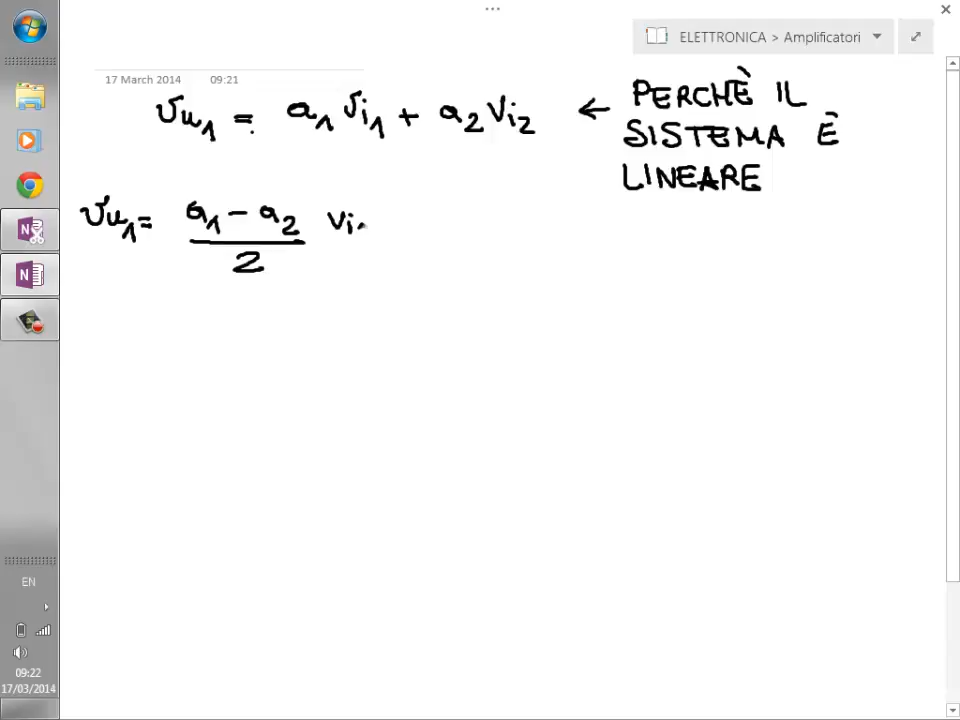 ELETTRONICA > Amplificatori
17 March 2014 09:21
vu1 = a1 vi1 + a2 vi2 ← PERCHÈ IL
SISTEMA È
LINEARE
vu1 = a1 - a2 vi
2
EN
09:22
17/03/2014